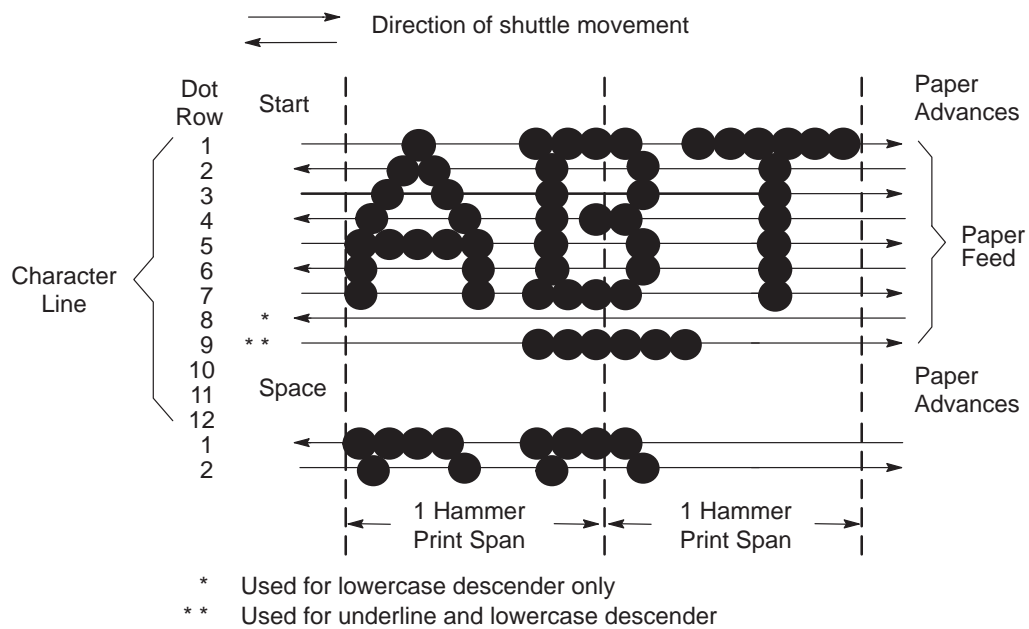 Direction of shuttle movement
Dot
Row
Start
Paper
Advances
1
2
3
4
5
6
7
8 *
9 * *
10
11
12
1
2
Character
Line
Paper
Feed
Space
Paper
Advances
1 Hammer
Print Span
1 Hammer
Print Span
* Used for lowercase descender only
* * Used for underline and lowercase descender